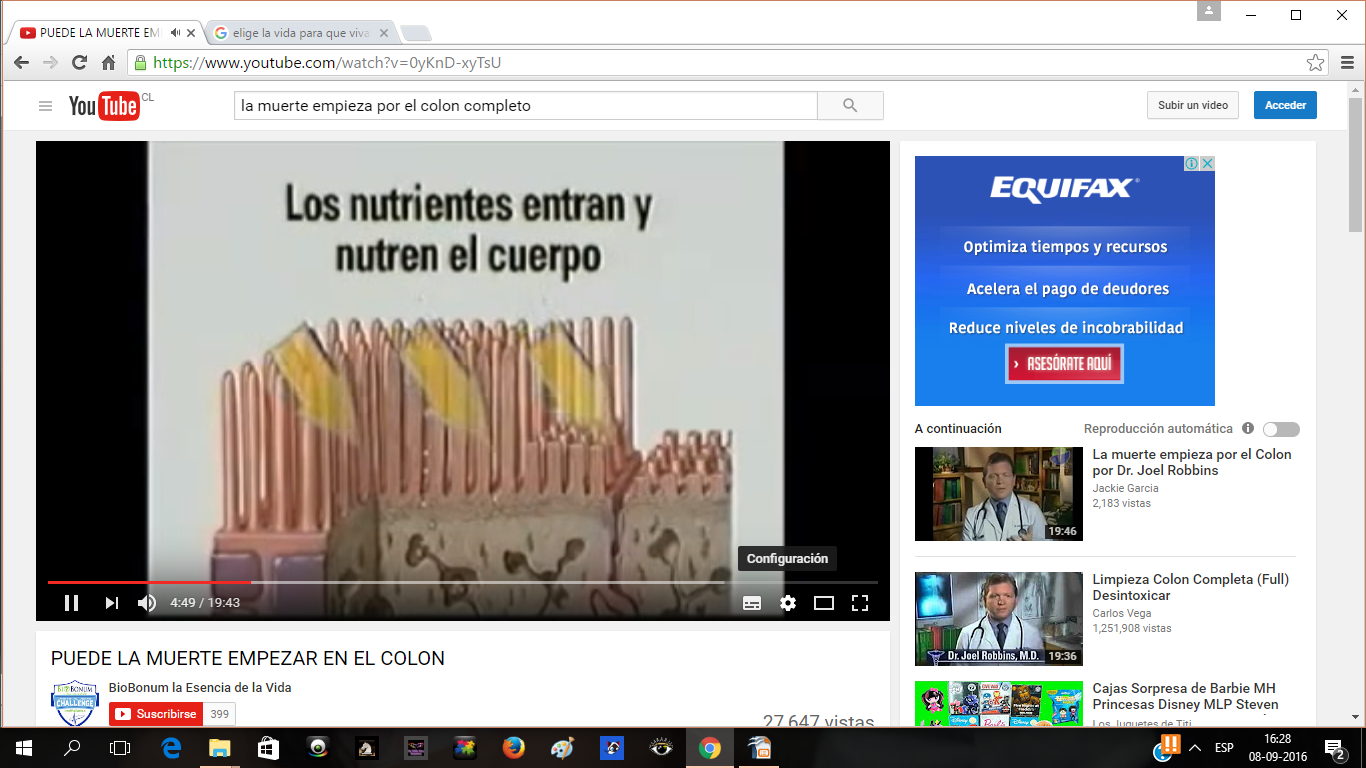 PUEDE LA MUERTE EM
elige la vida para que viva
https://www.youtube.com/watch?v=0yKnD-xyTsU
YouTube CL
la muerte empieza por el colon completo
Subir un video
Acceder
Los nutrientes entran y
nutren el cuerpo
Configuración
4:49 / 19:43
PUEDE LA MUERTE EMPEZAR EN EL COLON
BIOBONUM
CHALLENGE
BioBonum la Esencia de la Vida
Suscribirse 399
27,647 vistas
EQUIFAX
Optimiza tiempos y recursos
Acelera el pago de deudores
Reduce niveles de incobrabilidad
› ASESÓRATE AQUÍ
A continuación
Reproducción automática
La muerte empieza por el Colon
por Dr. Joel Robbins
Jackie Garcia
2,183 vistas
19:46
Limpieza Colon Completa (Full)
Desintoxicar
Carlos Vega
1,251,908 vistas
Dr. Joel Robbins, M.D.
19:36
Cajas Sorpresa de Barbie MH
Princesas Disney MLP Steven
Los Juguetes de Titi
ESP
16:28
08-09-2016
2